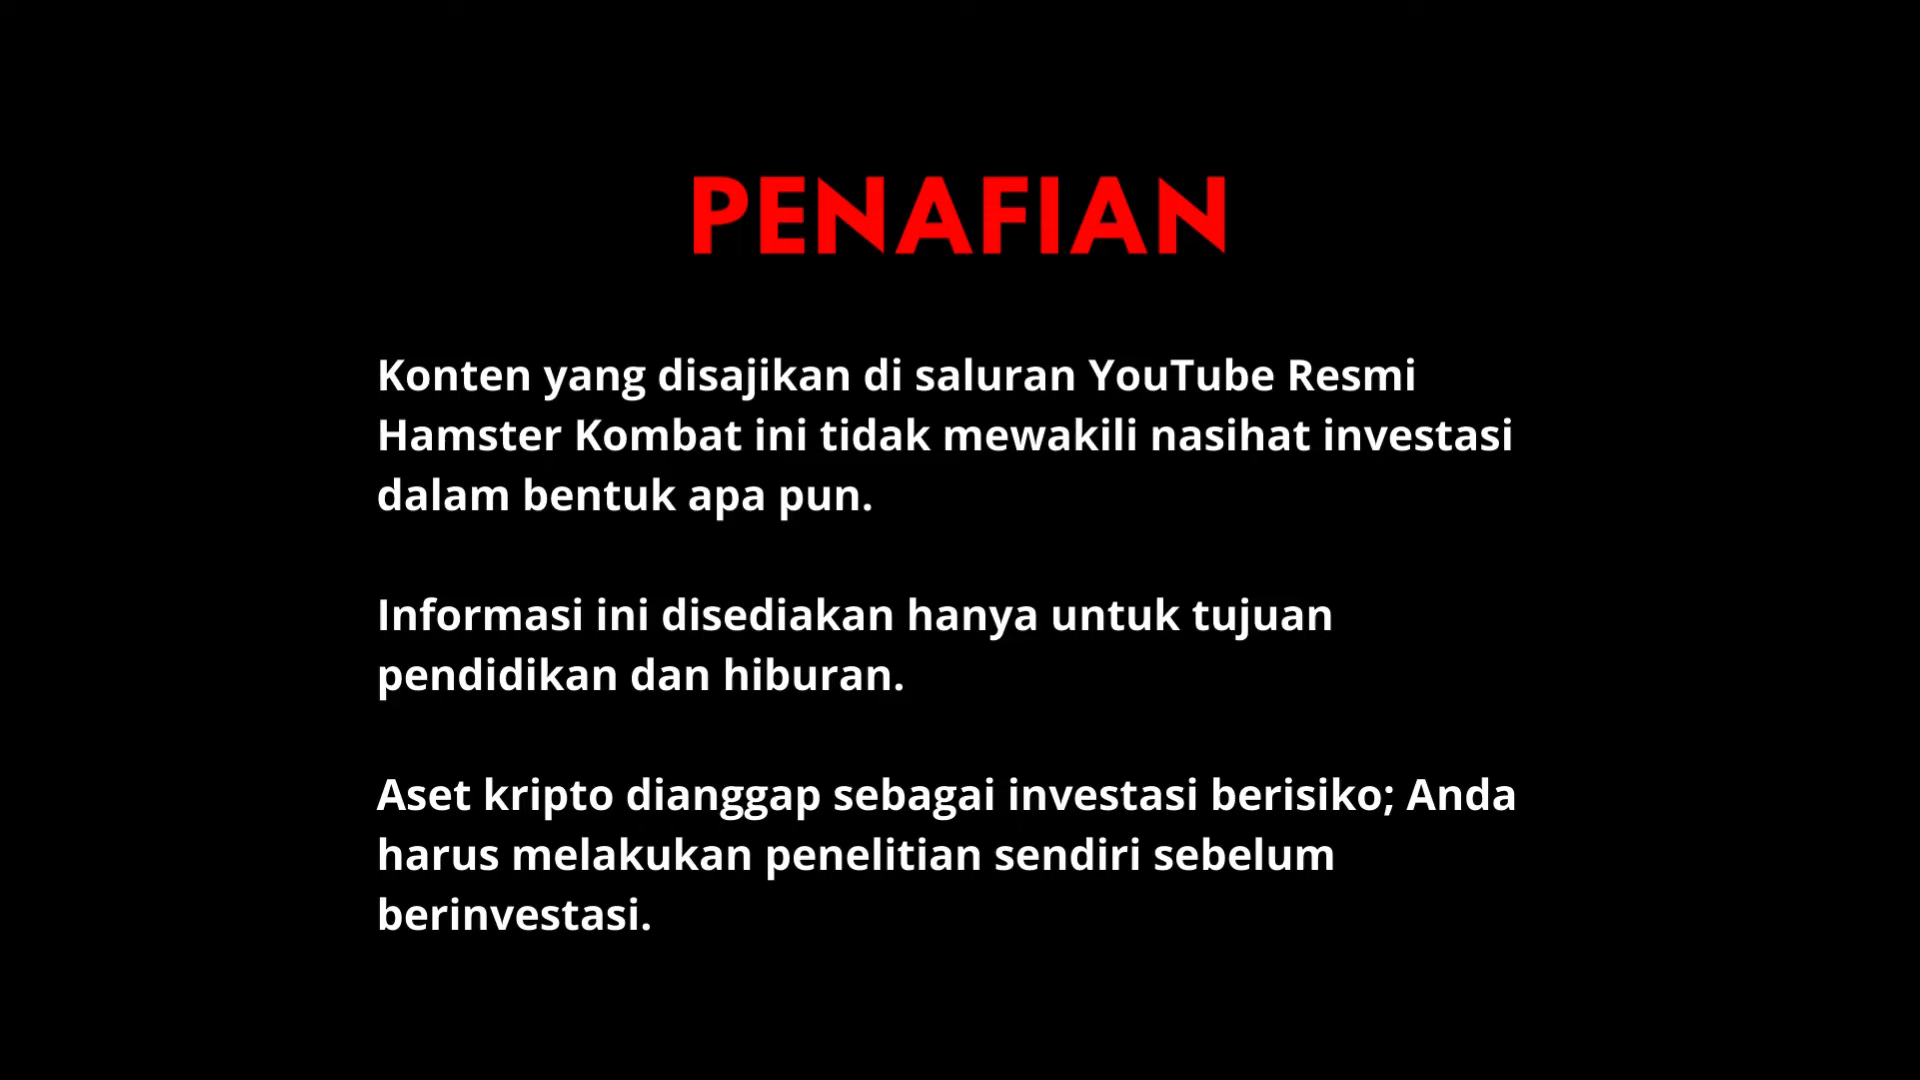 PENAFIAN
Konten yang disajikan di saluran YouTube Resmi
Hamster Kombat ini tidak mewakili nasihat investasi
dalam bentuk apa pun.
Informasi ini disediakan hanya untuk tujuan
pendidikan dan hiburan.
Aset kripto dianggap sebagai investasi berisiko; Anda
harus melakukan penelitian sendiri sebelum
berinvestasi.